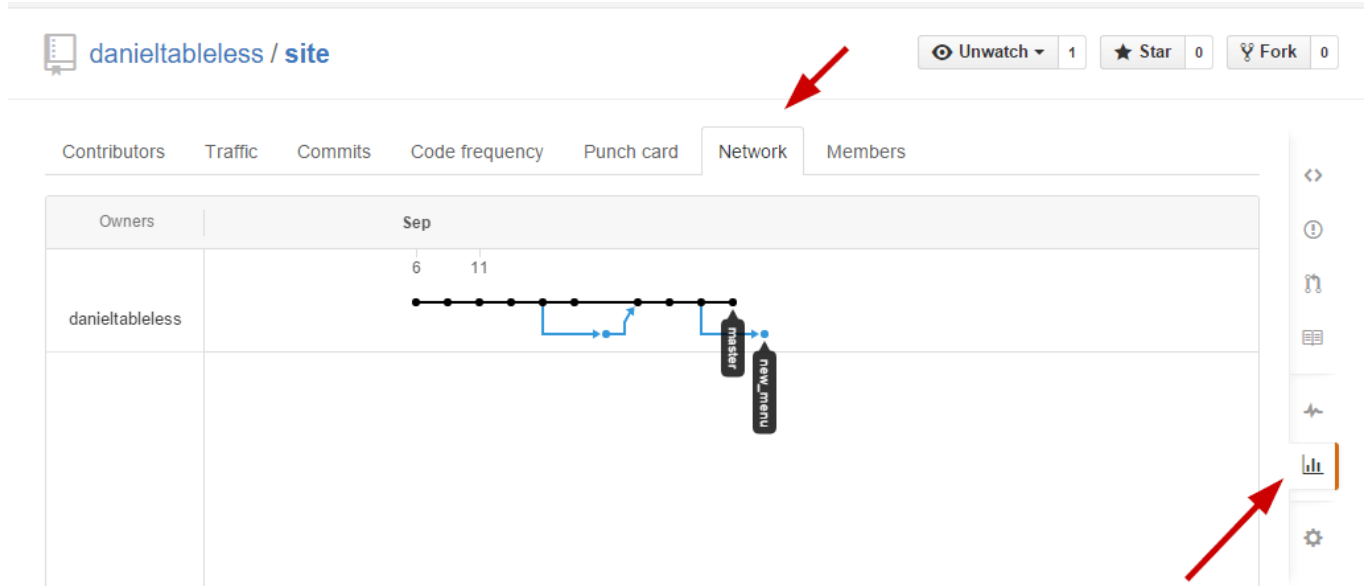 danieltableless / site
Unwatch 1 Star 0 Fork 0
Contributors Traffic Commits Code frequency Punch card Network Members
Owners Sep
6 11
danieltableless
master
new_menu